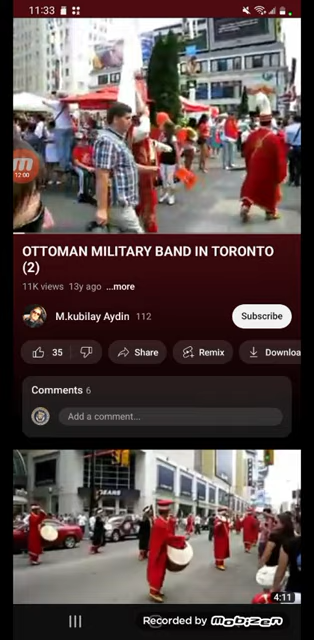 11:33
12:00
OTTOMAN MILITARY BAND IN TORONTO
(2)
11K views 13y ago ...more
M.kubilay Aydin 112
Subscribe
35
Share
Remix
Downloa
Comments 6
Add a comment...
SEARS
4:11
Recorded by mobizen